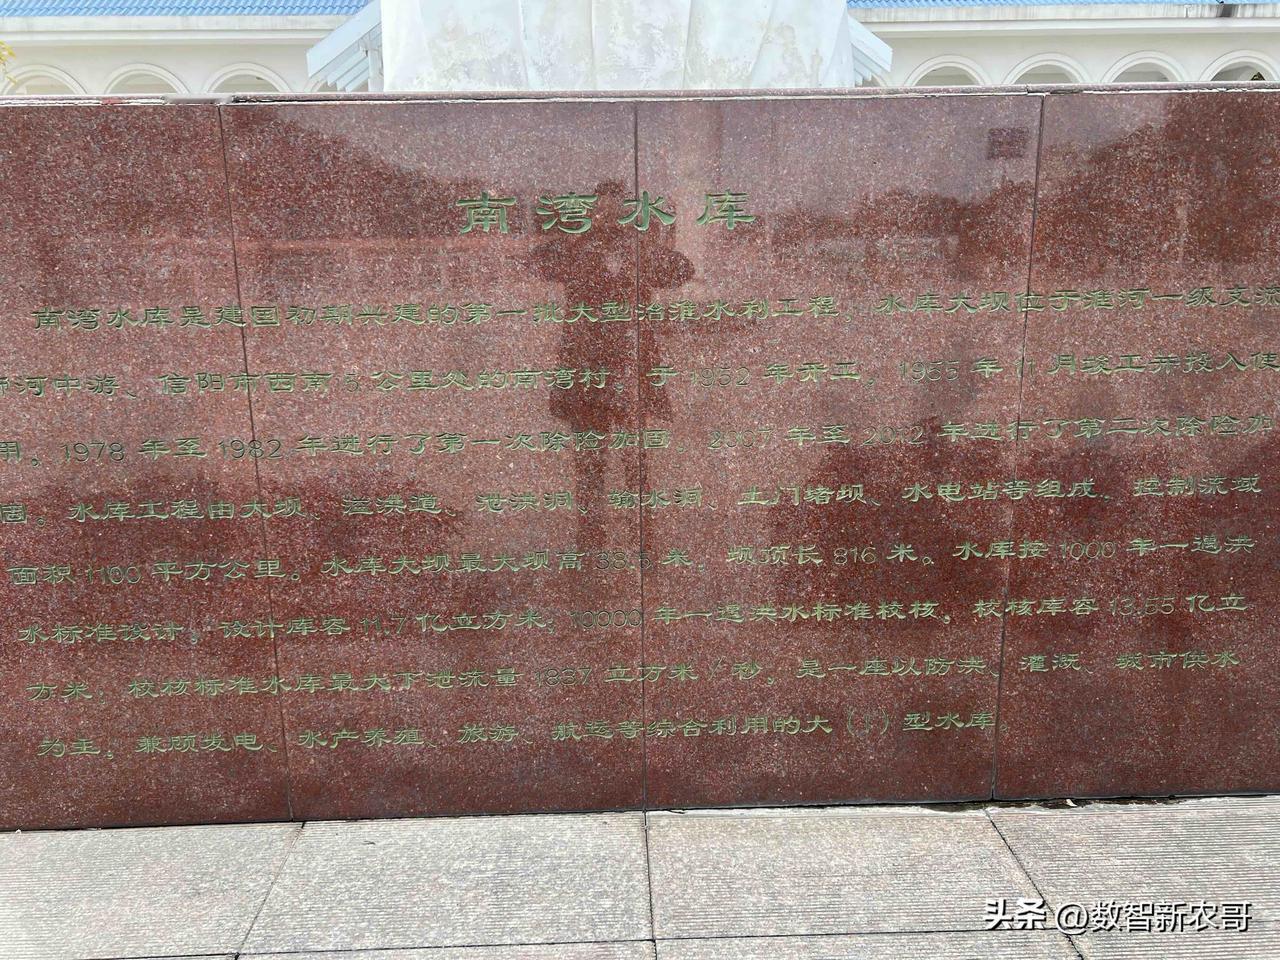 南湾水库
南湾水库是建国初期兴建的第一批大型治淮水利工程，水库大坝位于淮河一级支流
河中游、信阳市西南5公里处的南湾村，于1952年开工，1955年11月竣工并投入使
用。1978年至1982年进行了第一次除险加固。2007年至2012年进行了第二次除险加
固。水库工程由大坝、溢洪道、泄洪洞、输水洞、土门堵坝、水电站等组成，控制流域
面积1100平方公里。水库大坝最大坝高38.5米，坝顶长816米。水库按1000年一遇洪
水标准设计，设计库容11.7亿立方米；10000年一遇洪水标准校核，校核库容13.55亿立
方米；校核标准水库最大下泄流量1837立方米/秒，是一座以防洪、灌溉、城市供水
为主，兼顾发电、水产养殖、旅游、航运等综合利用的大（1）型水库
头条 @数智新农哥